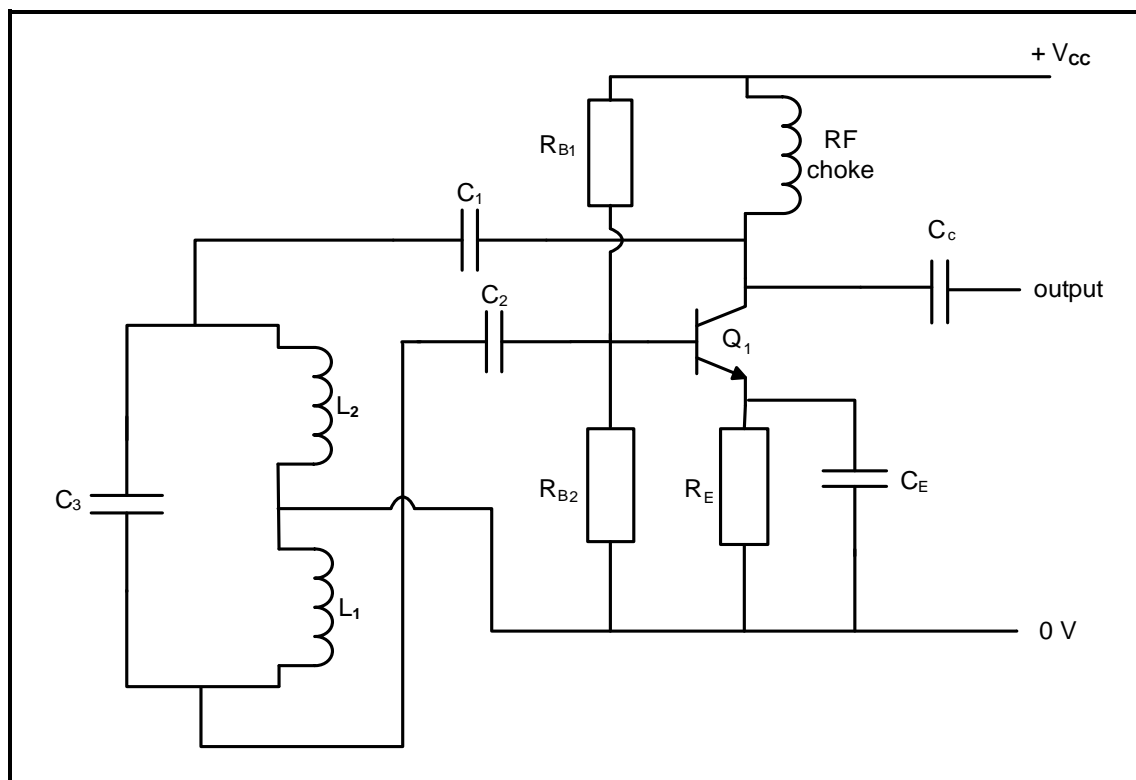 + VCC
RB1
RF
choke
C1
Cc
C2
output
Q1
L2
C3
RB2
RE
CE
L1
0 V